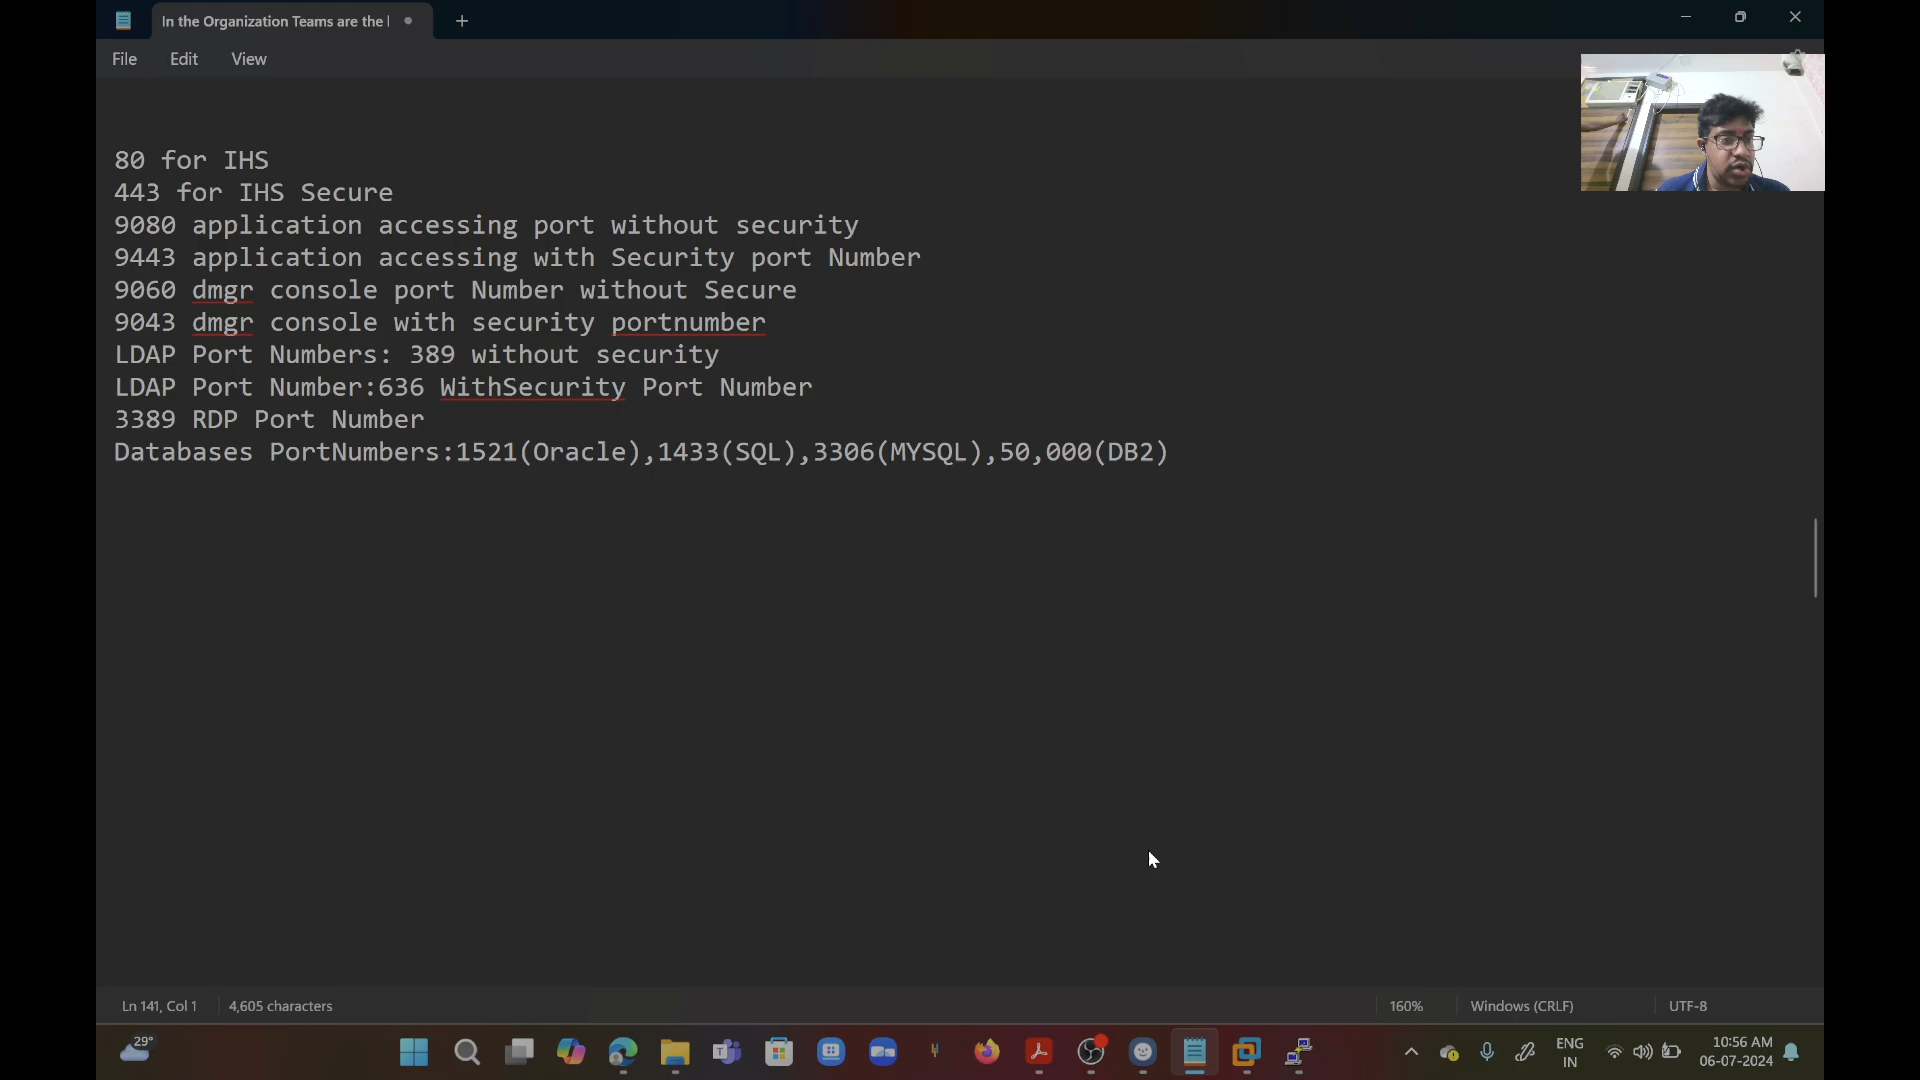 In the Organization Teams are the
File Edit View
80 for IHS
443 for IHS Secure
9080 application accessing port without security
9443 application accessing with Security port Number
9060 dmgr console port Number without Secure
9043 dmgr console with security portnumber
LDAP Port Numbers: 389 without security
LDAP Port Number:636 WithSecurity Port Number
3389 RDP Port Number
Databases PortNumbers:1521(Oracle),1433(SQL),3306(MYSQL),50,000(DB2)
Ln 141, Col 1 4,605 characters 160% Windows (CRLF) UTF-8
29° ENG 10:56 AM
IN 06-07-2024